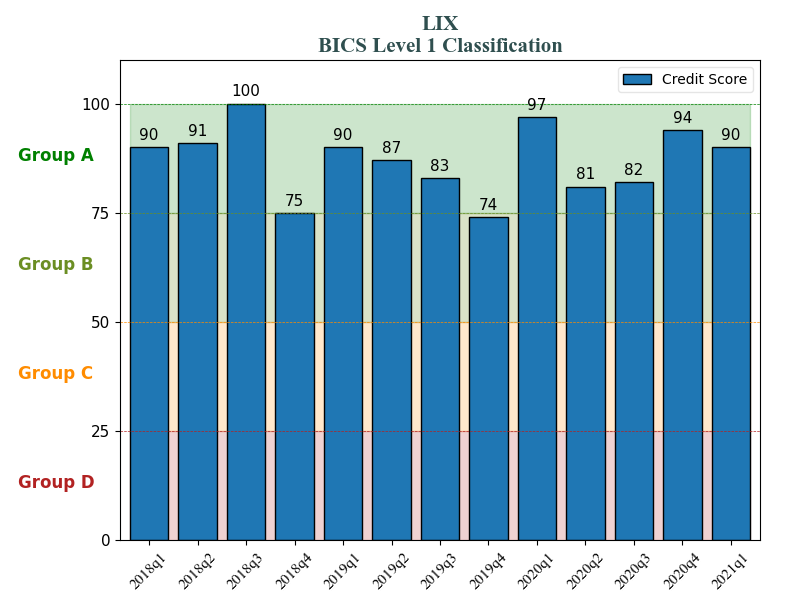 LIX
BICS Level 1 Classification
Credit Score
100
75
50
25
0
Group A
Group B
Group C
Group D
90
91
100
75
90
87
83
74
97
81
82
94
90
2018q1
2018q2
2018q3
2018q4
2019q1
2019q2
2019q3
2019q4
2020q1
2020q2
2020q3
2020q4
2021q1